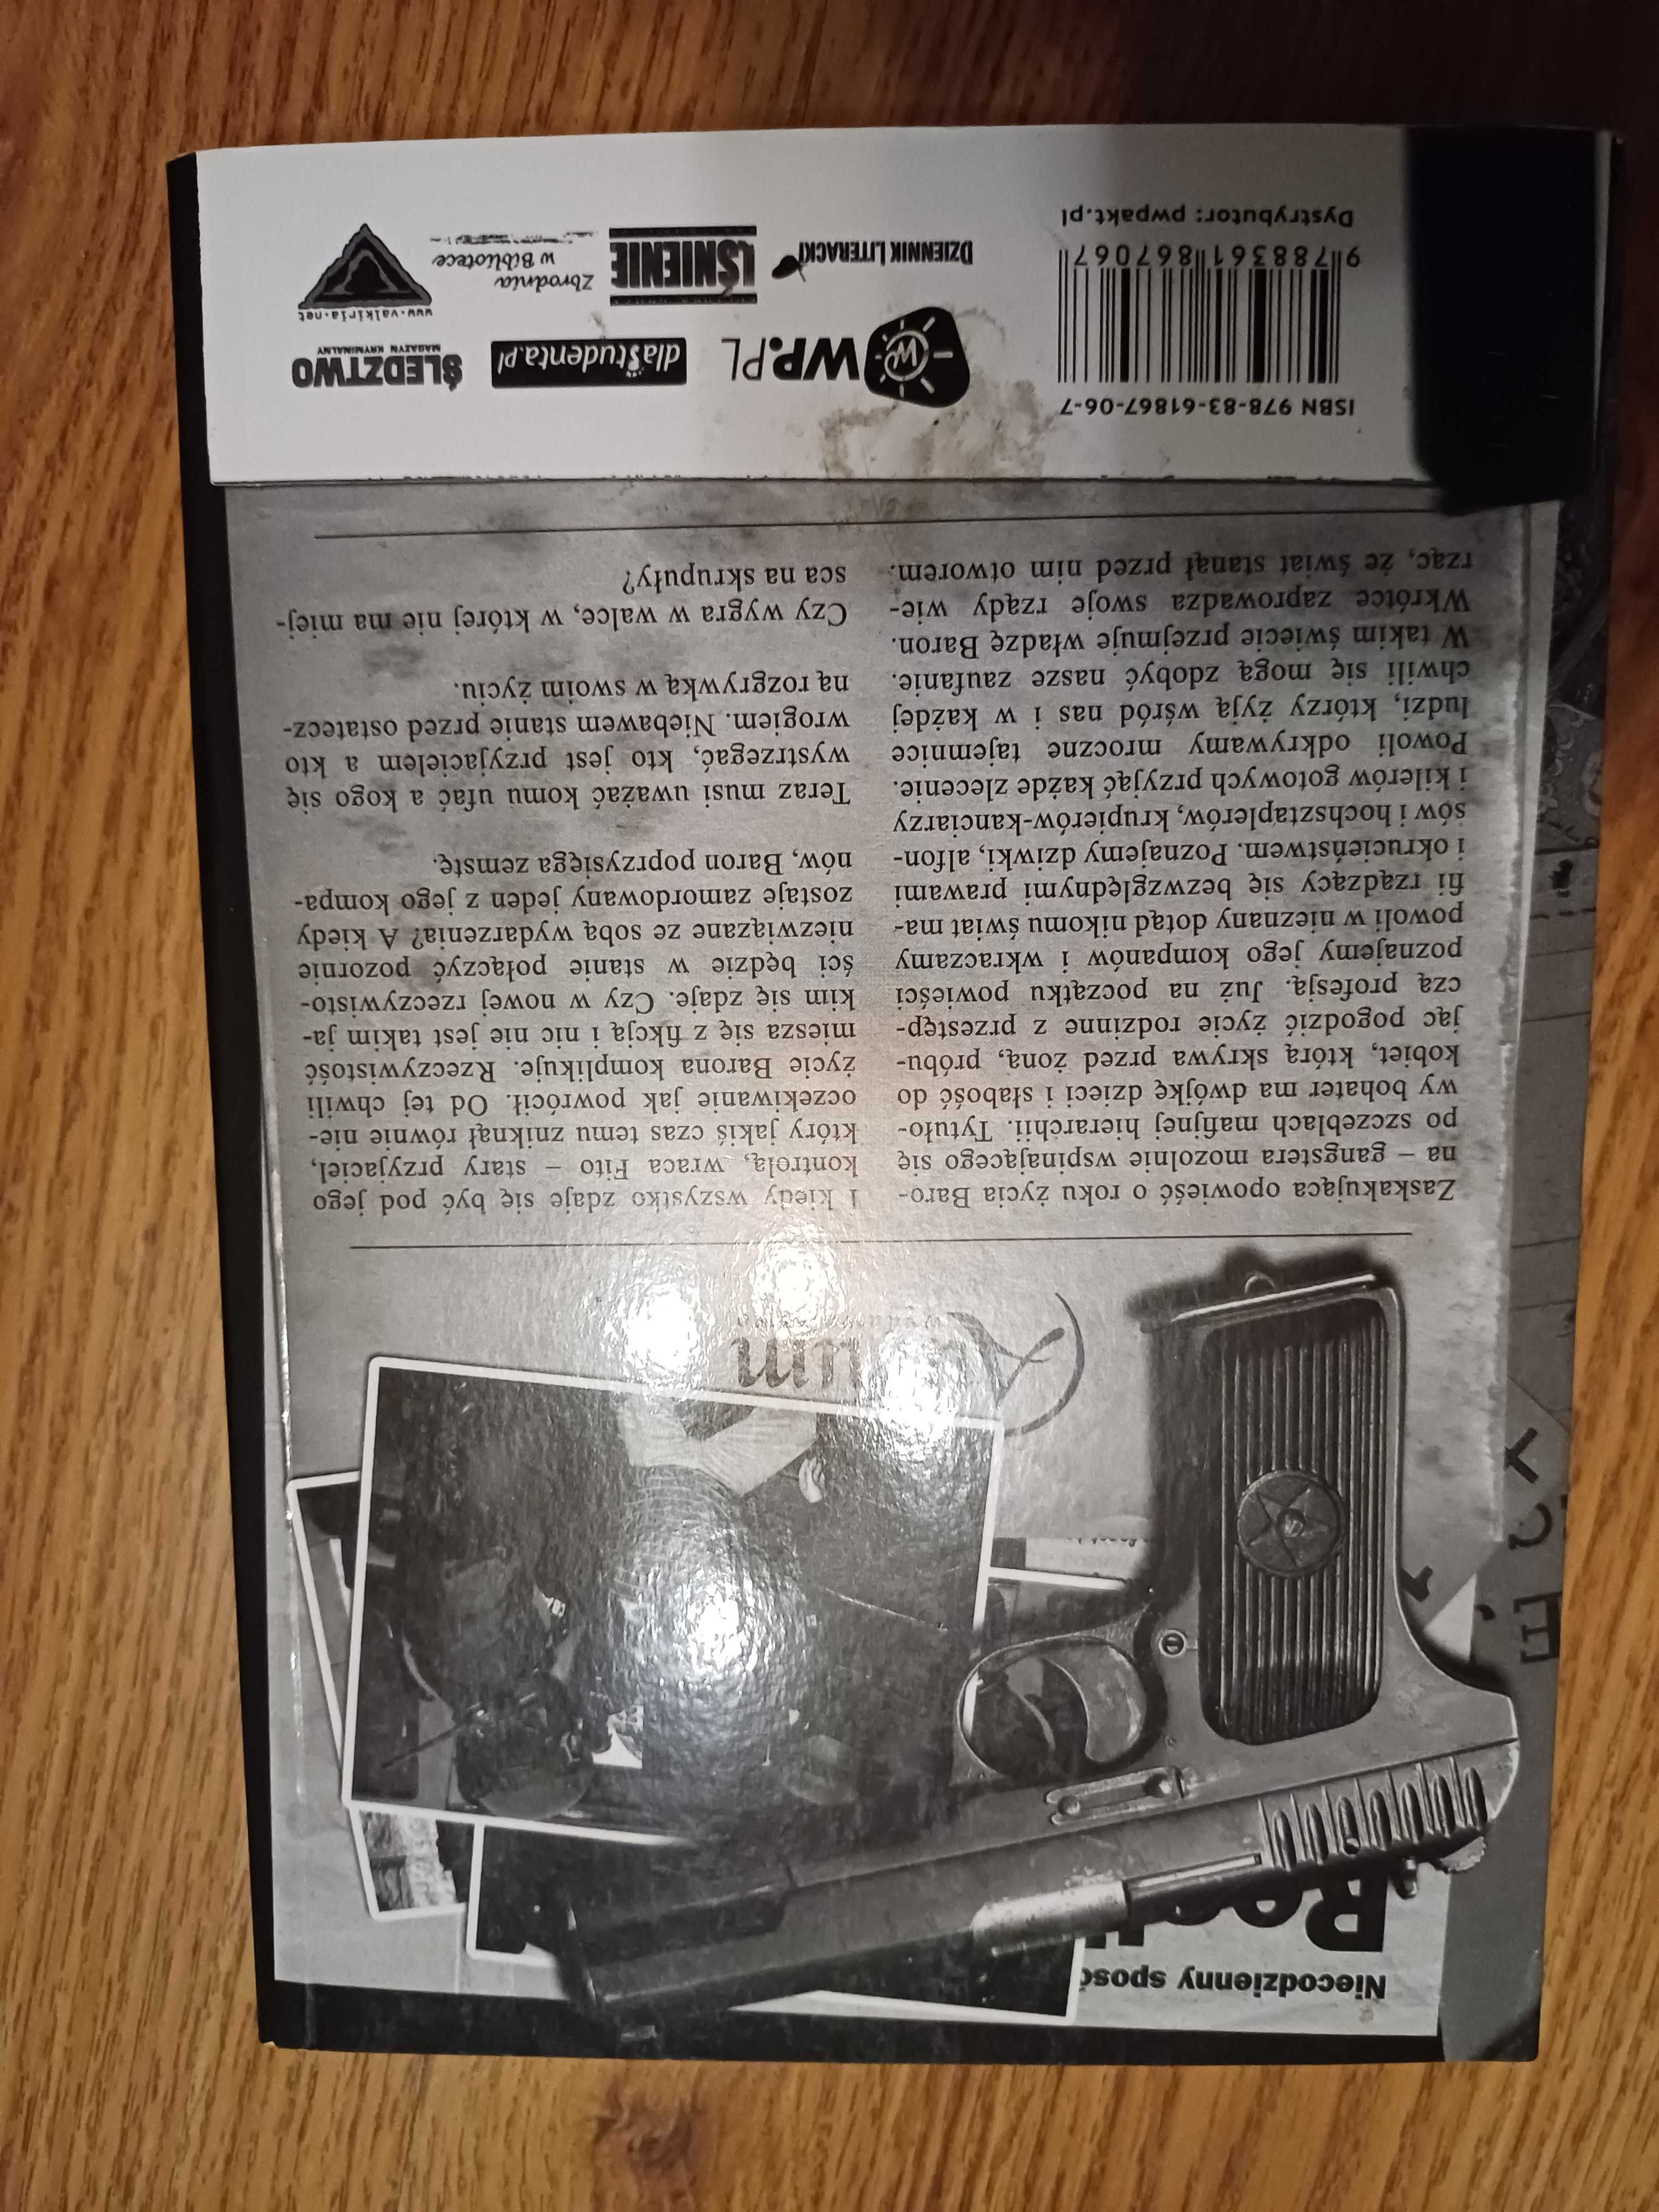 Niecodzienny sposó
wydawnictwo
Zaskakująca opowieść o roku życia Baro-
na – gangstera mozolnie wspinającego się
po szczeblach mafijnej hierarchii. Tytuło-
wy bohater ma dwójkę dzieci i słabość do
kobiet, którą skrywa przed żoną, próbu-
jąc pogodzić życie rodzinne z przestęp-
czą profesją. Już na początku powieści
poznajemy jego kompanów i wkraczamy
powoli w nieznany dotąd nikomu świat ma-
fii rządzący się bezwzględnymi prawami
i okrucieństwem. Poznajemy dziwki, alfon-
sów i hochsztaplerów, krupierów-kanciarzy
i kilerów gotowych przyjąć każde zlecenie.
Powoli odkrywamy mroczne tajemnice
ludzi, którzy żyją wśród nas i w każdej
chwili się mogą zdobyć nasze zaufanie.
W takim świecie przejmuje władzę Baron.
Wkrótce zaprowadza swoje rządy wie-
rząc, że świat stanął przed nim otworem.
I kiedy wszystko zdaje się być pod jego
kontrolą, wraca Fito – stary przyjaciel,
który jakiś czas temu zniknął równie nie-
oczekiwanie jak powrócił. Od tej chwili
życie Barona komplikuje. Rzeczywistość
miesza się z fikcją i nic nie jest takim ja-
kim się zdaje. Czy w nowej rzeczywisto-
ści będzie w stanie połączyć pozornie
niezwiązane ze sobą wydarzenia? A kiedy
zostaje zamordowany jeden z jego kompa-
nów, Baron poprzysięga zemstę.
Teraz musi uważać komu ufać a kogo się
wystrzegać, kto jest przyjacielem a kto
wrogiem. Niebawem stanie przed ostatecz-
ną rozgrywką w swoim życiu.
Czy wygra w walce, w której nie ma miej-
sca na skrupuły?
ISBN 978-83-61867-06-7
9 788361 867067
Dystrybutor: pwpakt.pl
WP.PL
dlaStudenta.pl
ŚLEDZTWO
MAGAZYN KRYMINALNY
DZIENNIK LITERACKI
LŚNIENIE
Zbrodnia
w Bibliotece
www.valkiria.net